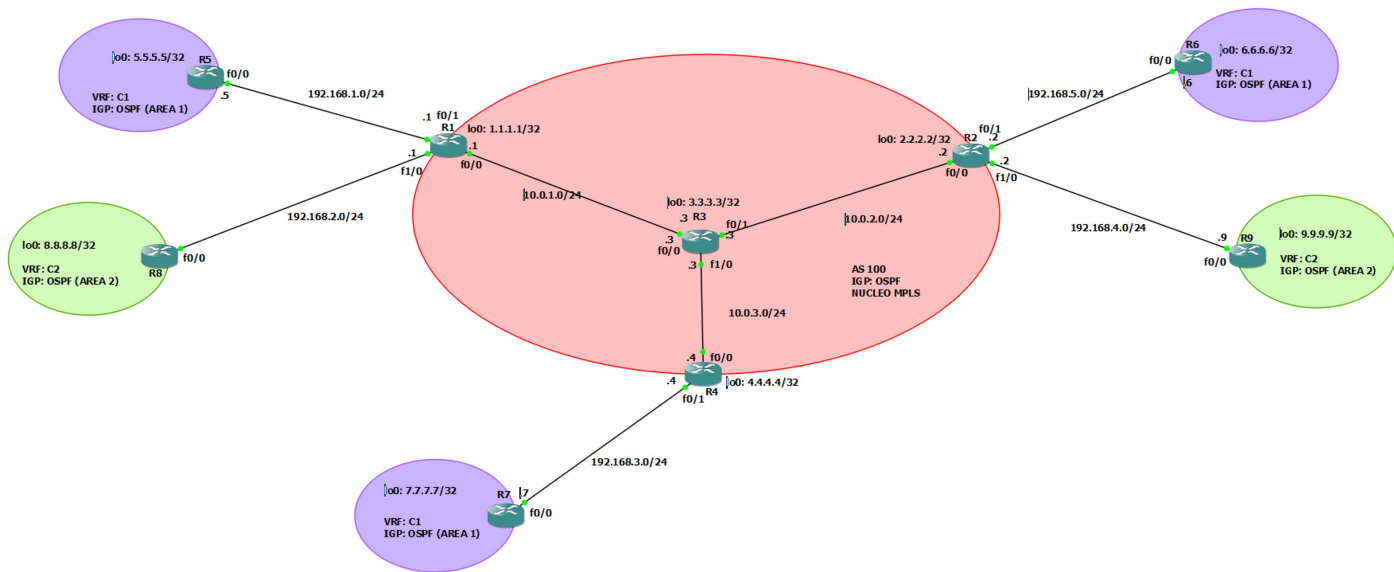 lo0: 5.5.5.5/32
R5
f0/0
.5
VRF: C1
IGP: OSPF (AREA 1)
192.168.1.0/24
.1
f0/1
R1
lo0: 1.1.1.1/32
.1
f1/0
.1
f0/0
192.168.2.0/24
lo0: 8.8.8.8/32
VRF: C2
IGP: OSPF (AREA 2)
R8
f0/0
10.0.1.0/24
lo0: 3.3.3.3/32
.3
R3
f0/1
.3
.3
f0/0
.3
f1/0
10.0.2.0/24
AS 100
IGP: OSPF
NUCLEO MPLS
10.0.3.0/24
.4
f0/0
.4
R4
lo0: 4.4.4.4/32
f0/1
192.168.3.0/24
lo0: 7.7.7.7/32
R7
.7
f0/0
VRF: C1
IGP: OSPF (AREA 1)
lo0: 2.2.2.2/32
R2
f0/1
.2
.2
f0/0
.2
f1/0
192.168.5.0/24
R6
lo0: 6.6.6.6/32
f0/0
.6
VRF: C1
IGP: OSPF (AREA 1)
192.168.4.0/24
.9
R9
f0/0
lo0: 9.9.9.9/32
VRF: C2
IGP: OSPF (AREA 2)